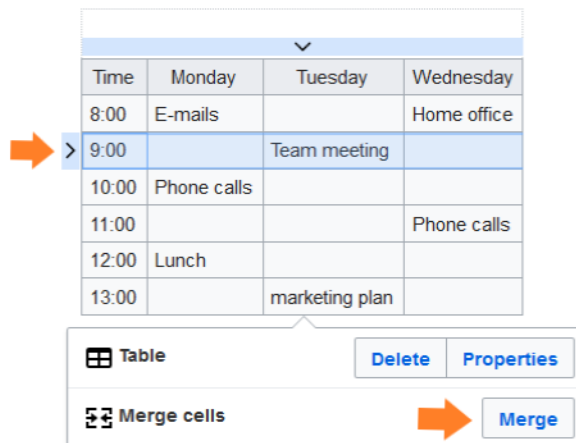 Time Monday Tuesday Wednesday
8:00 E-mails Home office
9:00 Team meeting
10:00 Phone calls
11:00 Phone calls
12:00 Lunch
13:00 marketing plan
Table Delete Properties
Merge cells Merge